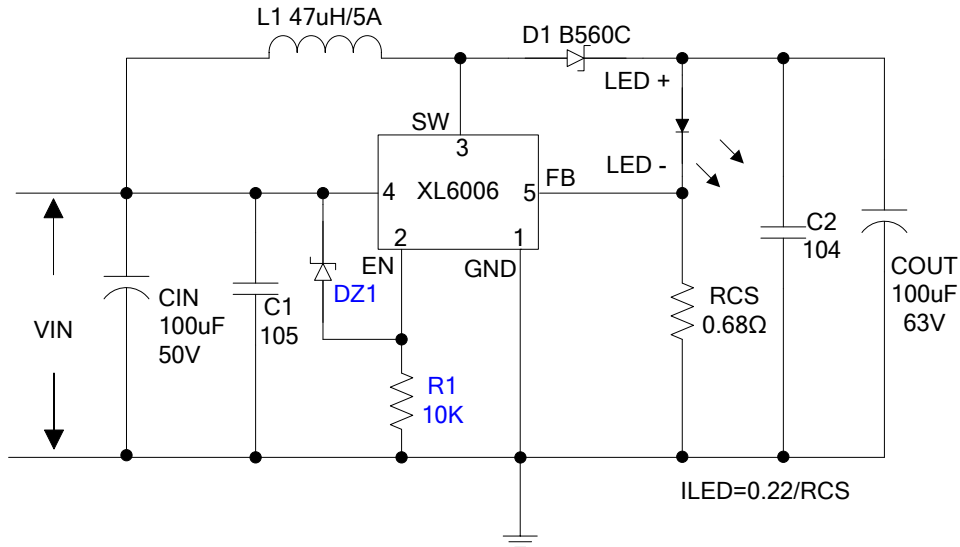 L1 47uH/5A
D1 B560C
LED +
SW
3
LED -
4
XL6006
5
FB
2
1
EN
GND
DZ1
C2
104
COUT
100uF
63V
VIN
CIN
100uF
50V
C1
105
RCS
0.68Ω
R1
10K
ILED=0.22/RCS